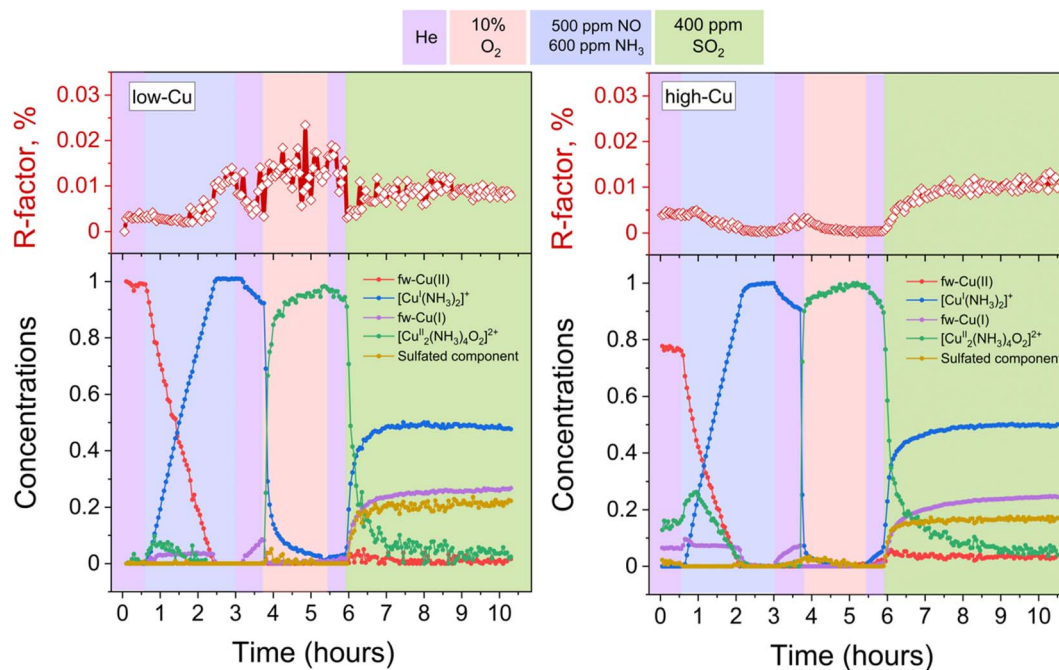 He
10%
O₂
500 ppm NO
600 ppm NH₃
400 ppm
SO₂
low-Cu
R-factor, %
0.03
0.02
0.01
0
Concentrations
1
0.8
0.6
0.4
0.2
0
fw-Cu(II)
[Cuᴵ(NH₃)₂]⁺
fw-Cu(I)
[Cuᴵᴵ₂(NH₃)₄O₂]²⁺
Sulfated component
0 1 2 3 4 5 6 7 8 9 10
Time (hours)
high-Cu
R-factor, %
0.03
0.02
0.01
0
Concentrations
1
0.8
0.6
0.4
0.2
0
fw-Cu(II)
[Cuᴵ(NH₃)₂]⁺
fw-Cu(I)
[Cuᴵᴵ₂(NH₃)₄O₂]²⁺
Sulfated component
0 1 2 3 4 5 6 7 8 9 10
Time (hours)